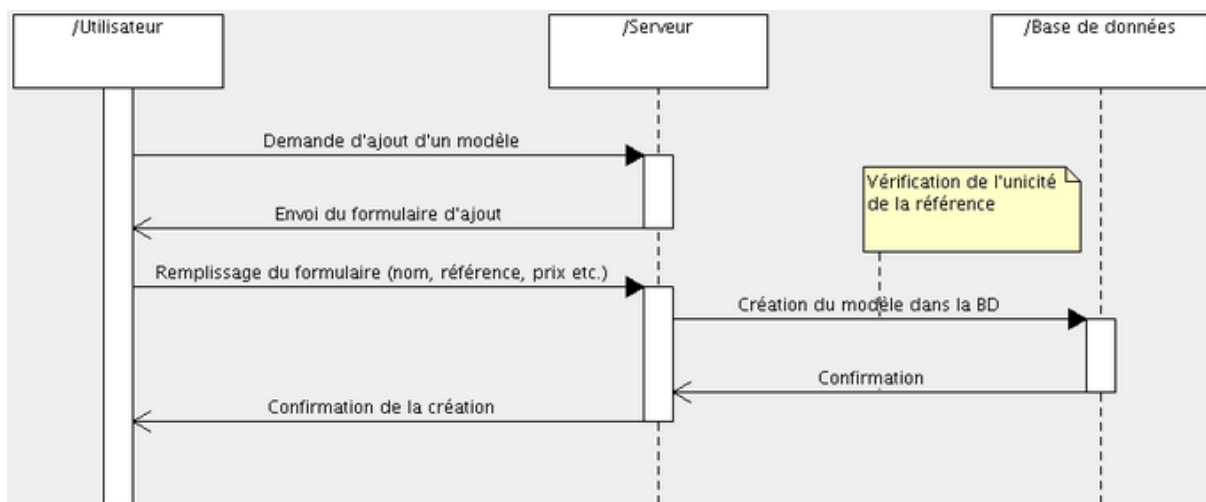 /Utilisateur
/Serveur
/Base de données
Demande d'ajout d'un modèle
Vérification de l'unicité
de la référence
Envoi du formulaire d'ajout
Remplissage du formulaire (nom, référence, prix etc.)
Création du modèle dans la BD
Confirmation
Confirmation de la création